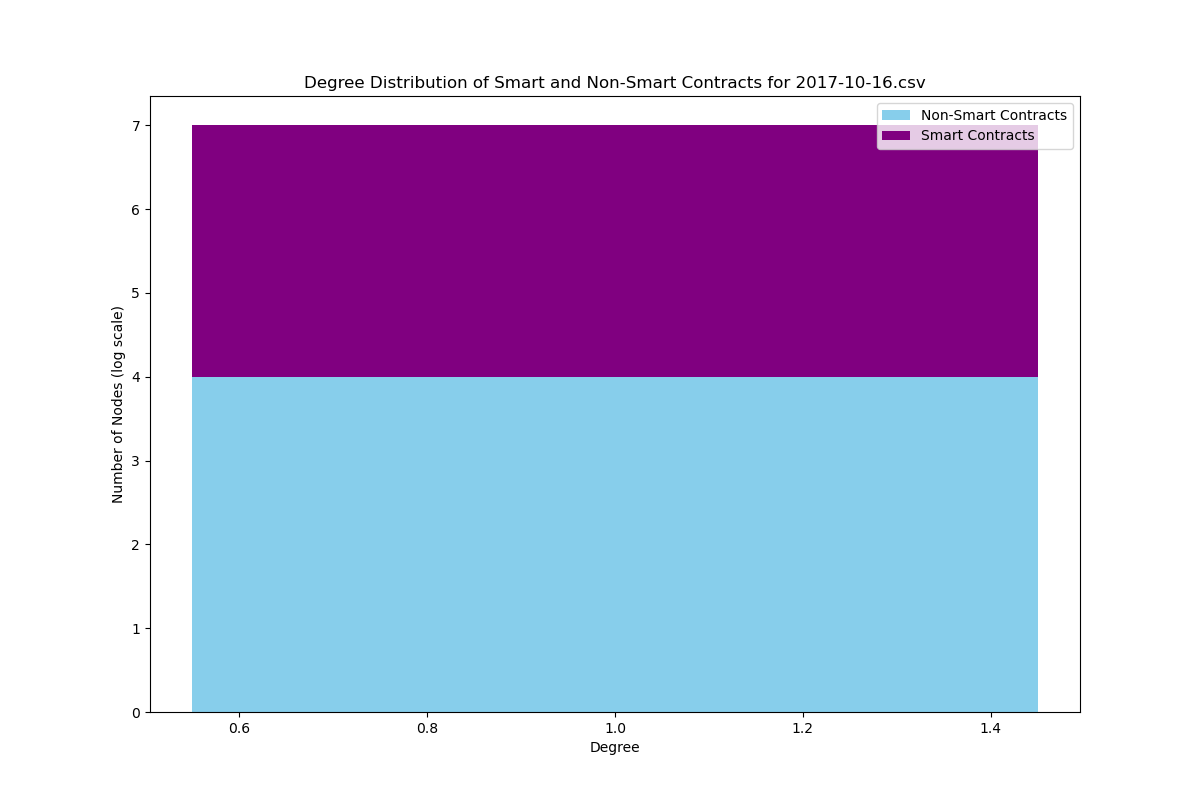 Degree Distribution of Smart and Non-Smart Contracts for 2017-10-16.csv
Non-Smart Contracts
Smart Contracts
7
6
5
4
3
2
1
0
Number of Nodes (log scale)
0.6 0.8 1.0 1.2 1.4
Degree